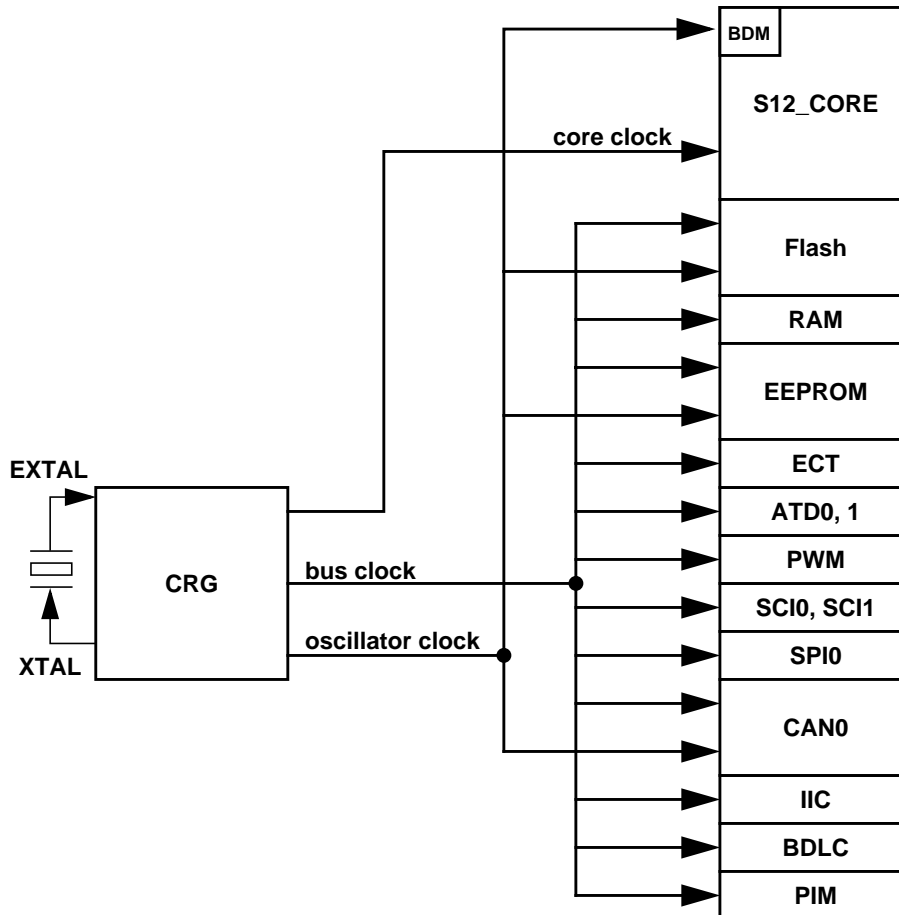 BDM
S12_CORE
core clock
Flash
RAM
EEPROM
EXTAL
ECT
ATD0, 1
bus clock
CRG
PWM
SCI0, SCI1
oscillator clock
XTAL
SPI0
CAN0
IIC
BDLC
PIM